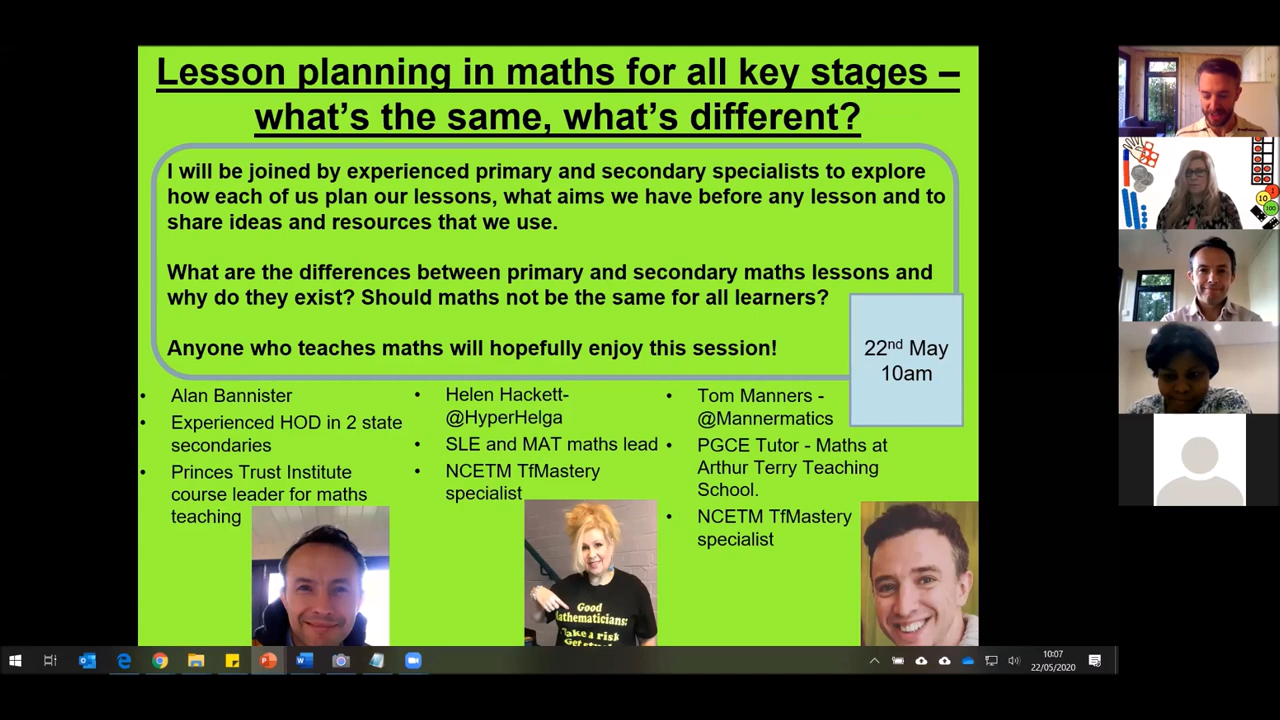 Lesson planning in maths for all key stages –
what's the same, what's different?
I will be joined by experienced primary and secondary specialists to explore
how each of us plan our lessons, what aims we have before any lesson and to
share ideas and resources that we use.
What are the differences between primary and secondary maths lessons and
why do they exist? Should maths not be the same for all learners?
Anyone who teaches maths will hopefully enjoy this session!
22nd May
10am
• Alan Bannister
• Experienced HOD in 2 state
secondaries
• Princes Trust Institute
course leader for maths
teaching
• Helen Hackett-
@HyperHelga
• SLE and MAT maths lead
• NCETM TfMastery
specialist
• Tom Manners -
@Mannermatics
• PGCE Tutor - Maths at
Arthur Terry Teaching
School.
• NCETM TfMastery
specialist
Good
Mathematicians:
Take a risk
Get
10
1
100
10:07
22/05/2020